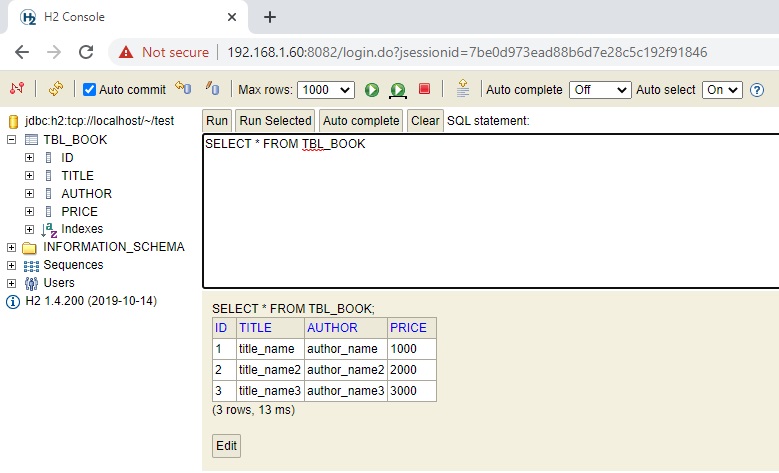 H2 Console
Not secure 192.168.1.60:8082/login.do?jsessionid=7be0d973ead88b6d7e28c5c192f91846
Auto commit Max rows: 1000 Auto complete Off Auto select On
jdbc:h2:tcp://localhost/~/test
TBL_BOOK
ID
TITLE
AUTHOR
PRICE
Indexes
INFORMATION_SCHEMA
Sequences
Users
H2 1.4.200 (2019-10-14)
Run Run Selected Auto complete Clear SQL statement:
SELECT * FROM TBL_BOOK
SELECT * FROM TBL_BOOK;
ID TITLE AUTHOR PRICE
1 title_name author_name 1000
2 title_name2 author_name2 2000
3 title_name3 author_name3 3000
(3 rows, 13 ms)
Edit